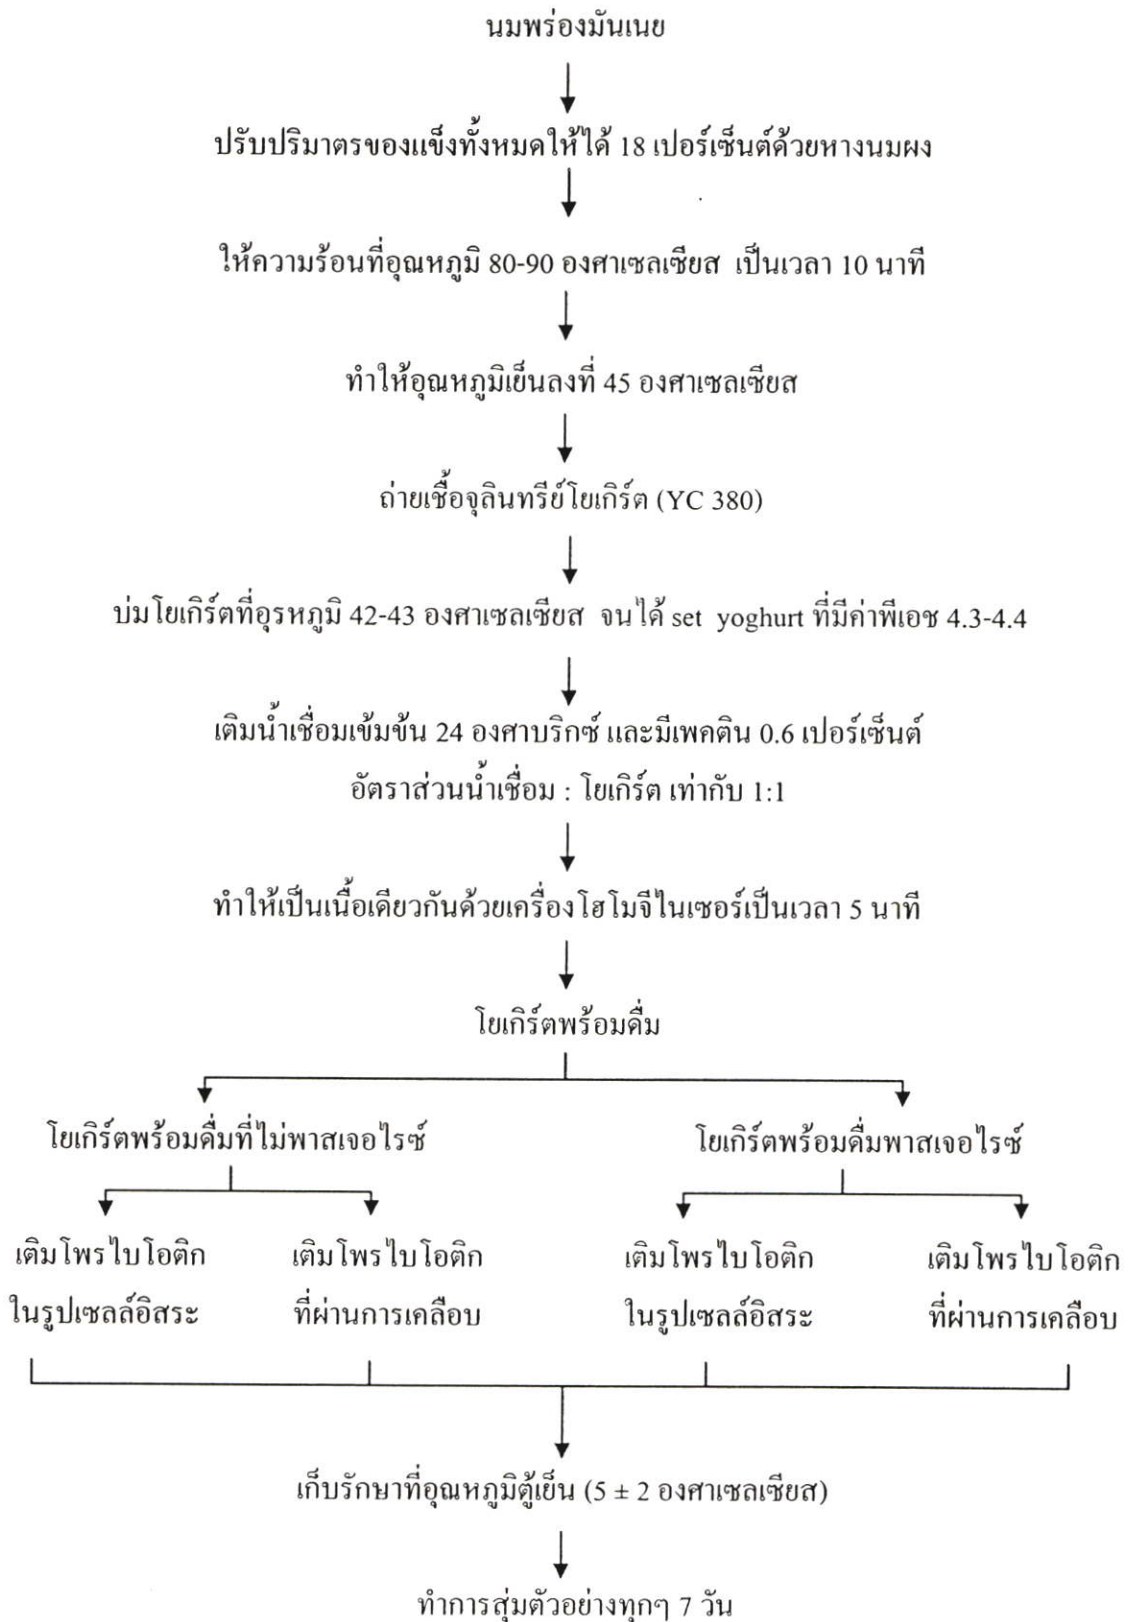 นมพร่องมันเนย
ปรับปริมาตรของแข็งทั้งหมดให้ได้ 18 เปอร์เซ็นต์ด้วยหางนมผง
ให้ความร้อนที่อุณหภูมิ 80-90 องศาเซลเซียส เป็นเวลา 10 นาที
ทำให้อุณหภูมิเย็นลงที่ 45 องศาเซลเซียส
ถ่ายเชื้อจุลินทรีย์โยเกิร์ต (YC 380)
บ่มโยเกิร์ตที่อุรหภูมิ 42-43 องศาเซลเซียส จนได้ set yoghurt ที่มีค่าพีเอช 4.3-4.4
เติมน้ำเชื่อมเข้มข้น 24 องศาบริกซ์ และมีเพคติน 0.6 เปอร์เซ็นต์
อัตราส่วนน้ำเชื่อม : โยเกิร์ต เท่ากับ 1:1
ทำให้เป็นเนื้อเดียวกันด้วยเครื่องโฮโมจีไนเซอร์เป็นเวลา 5 นาที
โยเกิร์ตพร้อมดื่ม
โยเกิร์ตพร้อมดื่มที่ไม่พาสเจอไรซ์
โยเกิร์ตพร้อมดื่มพาสเจอไรซ์
เติมโพรไบโอติก
ในรูปเซลล์อิสระ
เติมโพรไบโอติก
ที่ผ่านการเคลือบ
เติมโพรไบโอติก
ในรูปเซลล์อิสระ
เติมโพรไบโอติก
ที่ผ่านการเคลือบ
เก็บรักษาที่อุณหภูมิตู้เย็น (5 ± 2 องศาเซลเซียส)
ทำการสุ่มตัวอย่างทุกๆ 7 วัน